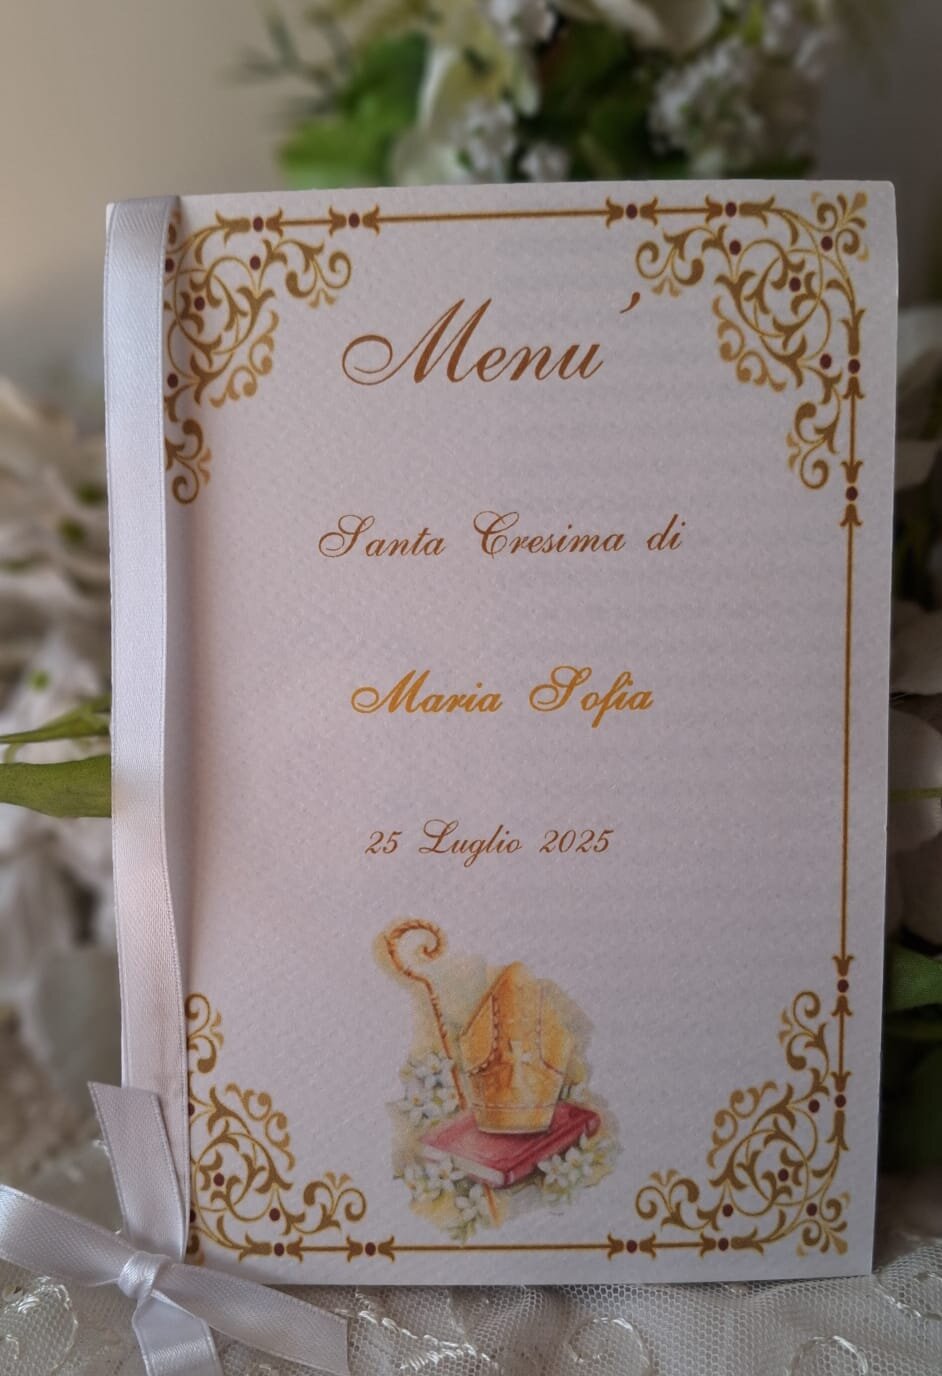 Menu'
Santa Cresima di
Maria Sofia
25 Luglio 2025